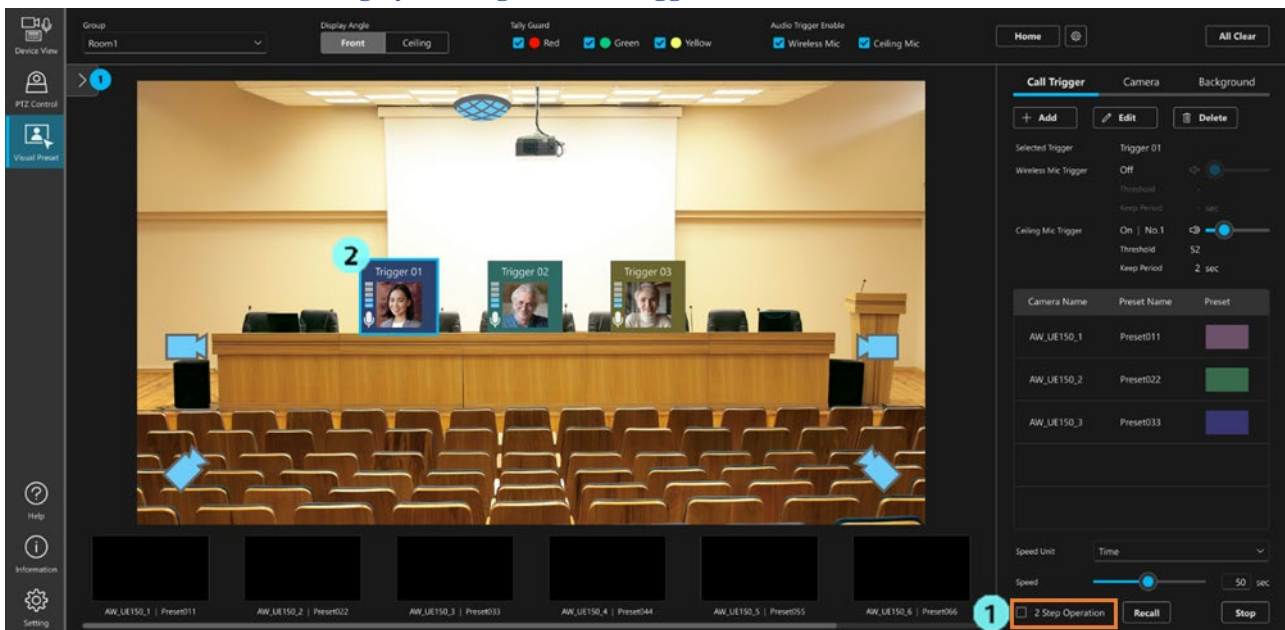 Device View
PTZ Control
Visual Preset
Help
Information
Setting
Group
Room1
Display Angle
Front Ceiling
Tally Guard
Red Green Yellow
Audio Trigger Enable
Wireless Mic Ceiling Mic
Home
All Clear
1
2
Trigger 01
Trigger 02
Trigger 03
AW_UE150_1 | Preset011
AW_UE150_2 | Preset022
AW_UE150_3 | Preset033
AW_UE150_4 | Preset044
AW_UE150_5 | Preset055
AW_UE150_6 | Preset066
Call Trigger Camera Background
+ Add Edit Delete
Selected Trigger Trigger 01
Wireless Mic Trigger Off
Threshold -
Keep Period - sec
Ceiling Mic Trigger On | No.1
Threshold 52
Keep Period 2 sec
Camera Name Preset Name Preset
AW_UE150_1 Preset011
AW_UE150_2 Preset022
AW_UE150_3 Preset033
Speed Unit Time
Speed 50 sec
1 2 Step Operation Recall Stop